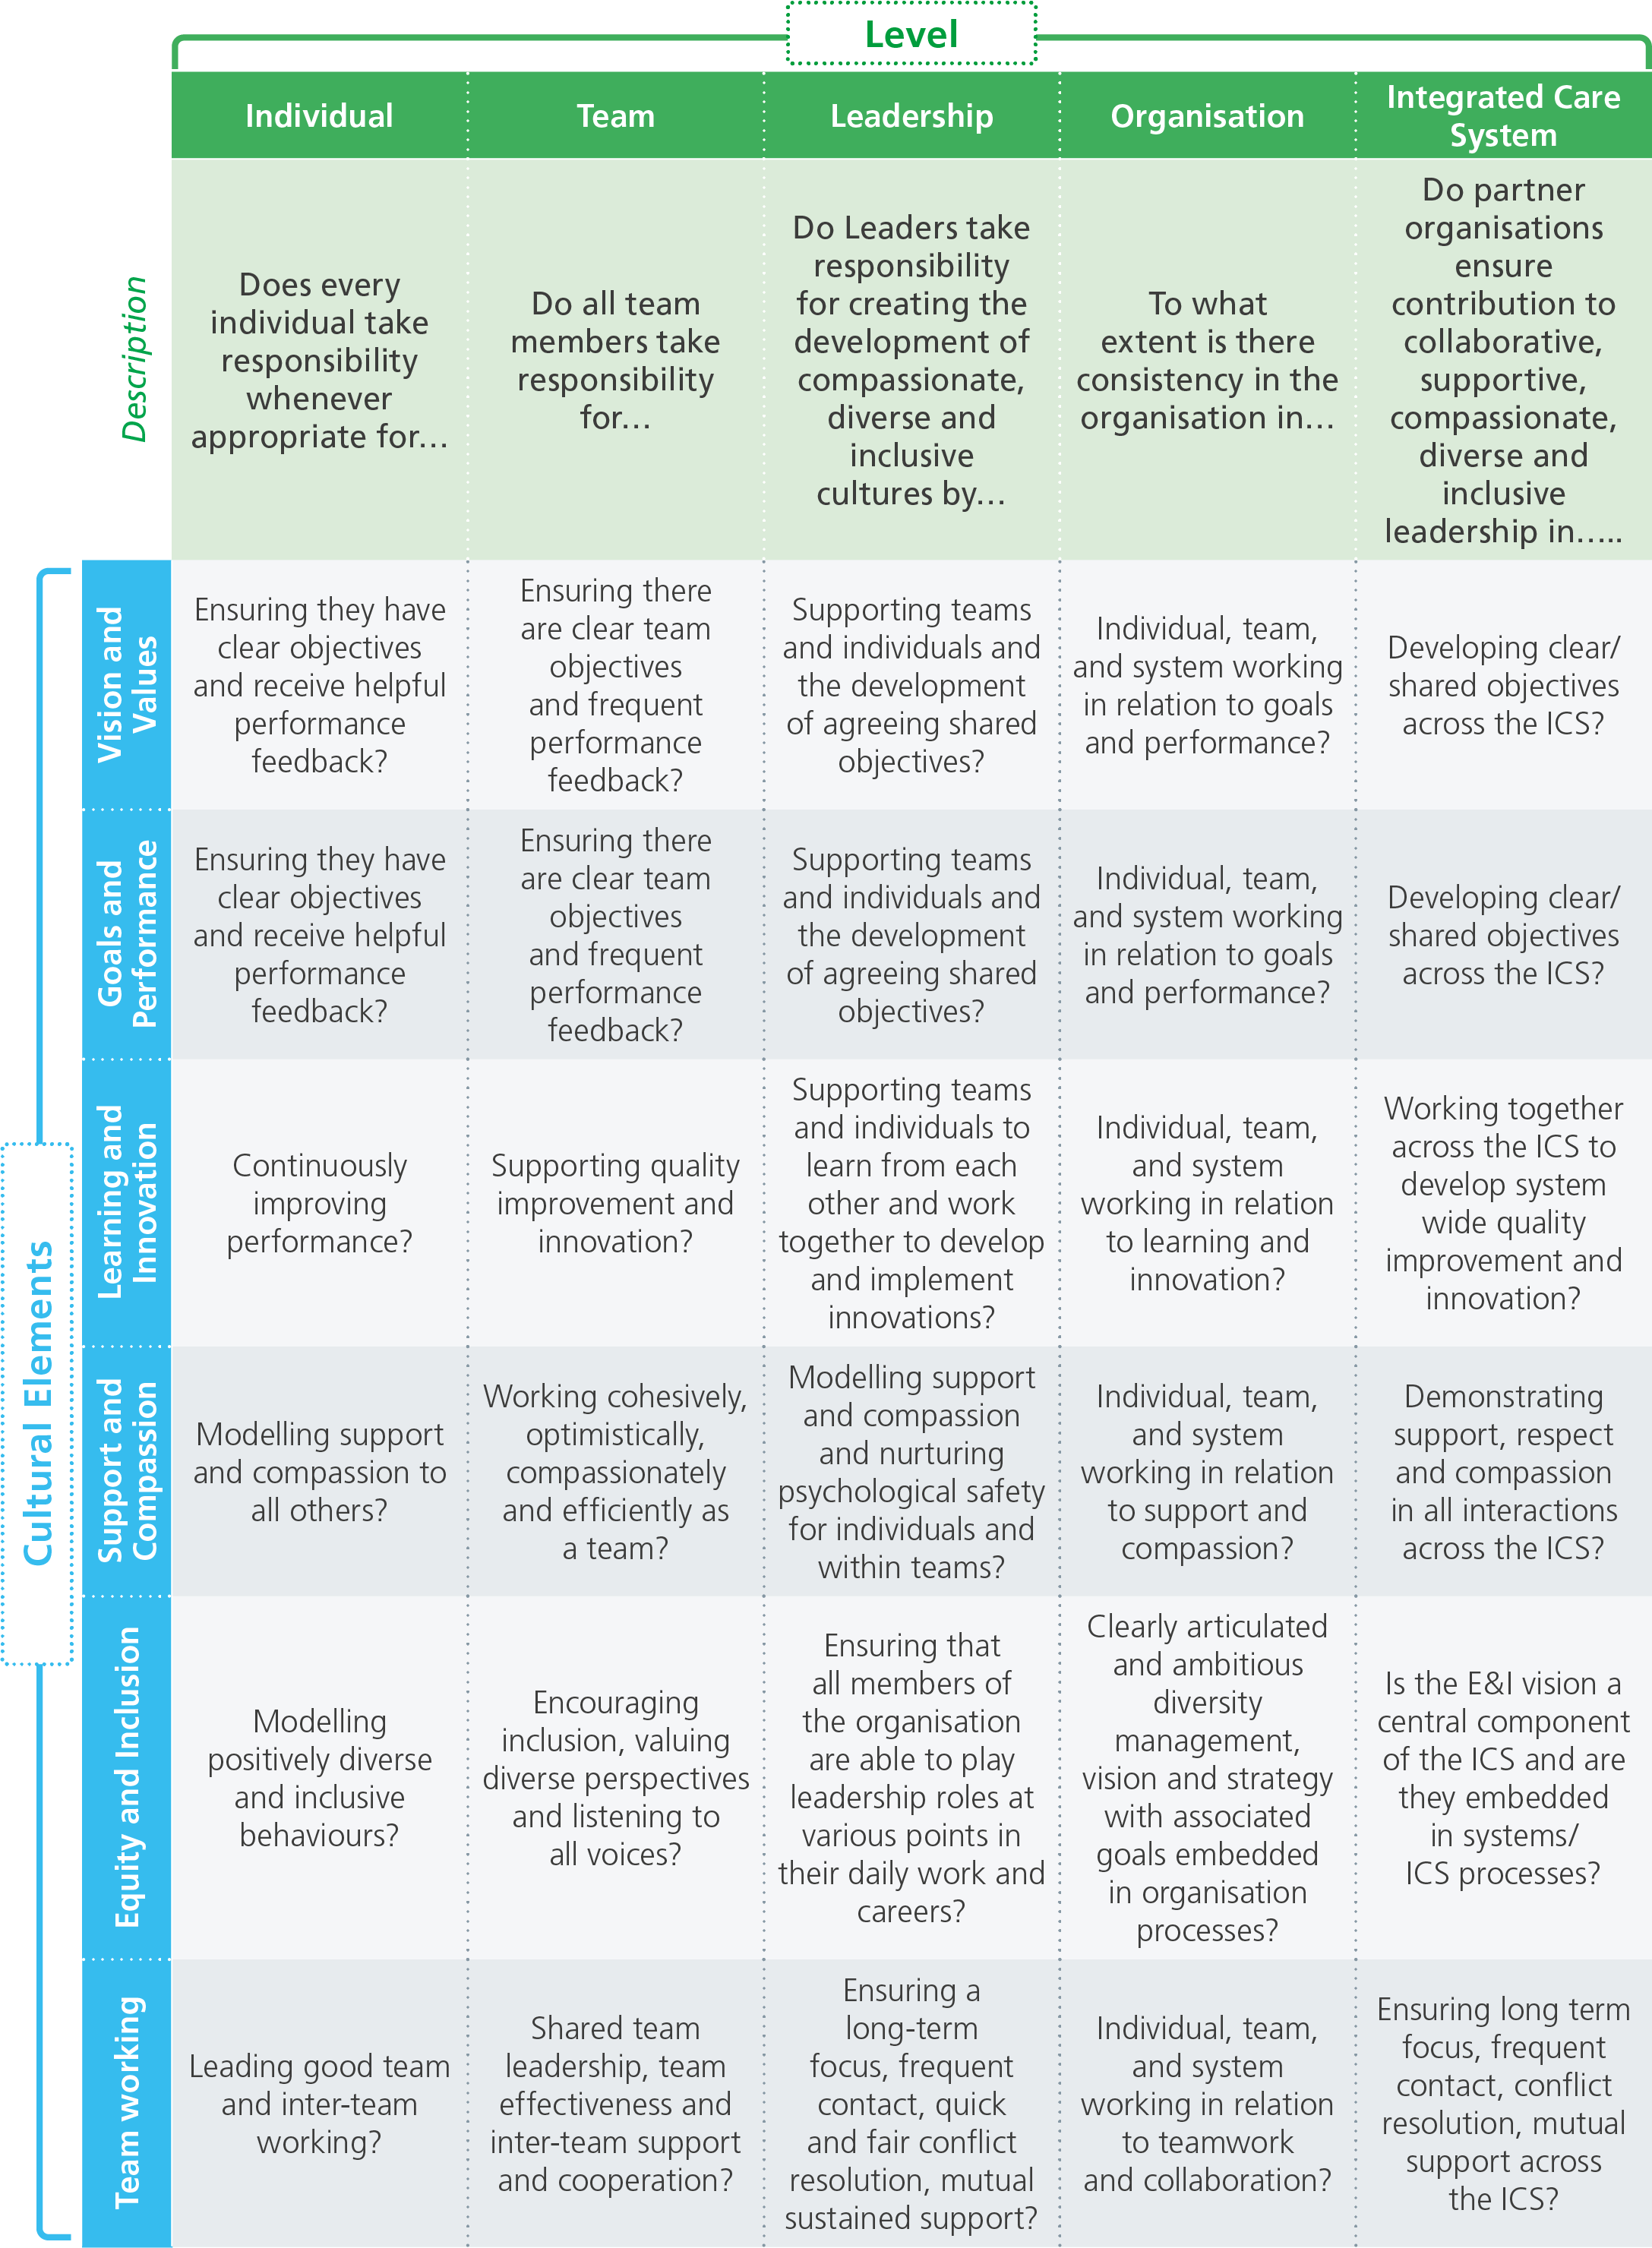 Level
Individual
Team
Leadership
Organisation
Integrated Care
System
Description
Does every
individual take
responsibility
whenever
appropriate for…
Do all team
members take
responsibility
for…
Do Leaders take
responsibility
for creating the
development of
compassionate,
diverse and
inclusive
cultures by…
To what
extent is there
consistency in the
organisation in…
Do partner
organisations
ensure
contribution to
collaborative,
supportive,
compassionate,
diverse and
inclusive
leadership in…..
Cultural Elements
Vision and
Values
Ensuring they have
clear objectives
and receive helpful
performance
feedback?
Ensuring there
are clear team
objectives
and frequent
performance
feedback?
Supporting teams
and individuals and
the development
of agreeing shared
objectives?
Individual, team,
and system working
in relation to goals
and performance?
Developing clear/
shared objectives
across the ICS?
Goals and
Performance
Ensuring they have
clear objectives
and receive helpful
performance
feedback?
Ensuring there
are clear team
objectives
and frequent
performance
feedback?
Supporting teams
and individuals and
the development
of agreeing shared
objectives?
Individual, team,
and system working
in relation to goals
and performance?
Developing clear/
shared objectives
across the ICS?
Learning and
Innovation
Continuously
improving
performance?
Supporting quality
improvement and
innovation?
Supporting teams
and individuals to
learn from each
other and work
together to develop
and implement
innovations?
Individual, team,
and system
working in relation
to learning and
innovation?
Working together
across the ICS to
develop system
wide quality
improvement and
innovation?
Support and
Compassion
Modelling support
and compassion to
all others?
Working cohesively,
optimistically,
compassionately
and efficiently as
a team?
Modelling support
and compassion
and nurturing
psychological safety
for individuals and
within teams?
Individual, team,
and system
working in relation
to support and
compassion?
Demonstrating
support, respect
and compassion
in all interactions
across the ICS?
Equity and Inclusion
Modelling
positively diverse
and inclusive
behaviours?
Encouraging
inclusion, valuing
diverse perspectives
and listening to
all voices?
Ensuring that
all members of
the organisation
are able to play
leadership roles at
various points in
their daily work and
careers?
Clearly articulated
and ambitious
diversity
management,
vision and strategy
with associated
goals embedded
in organisation
processes?
Is the E&I vision a
central component
of the ICS and are
they embedded
in systems/
ICS processes?
Team working
Leading good team
and inter-team
working?
Shared team
leadership, team
effectiveness and
inter-team support
and cooperation?
Ensuring a
long-term
focus, frequent
contact, quick
and fair conflict
resolution, mutual
sustained support?
Individual, team,
and system
working in relation
to teamwork
and collaboration?
Ensuring long term
focus, frequent
contact, conflict
resolution, mutual
support across
the ICS?